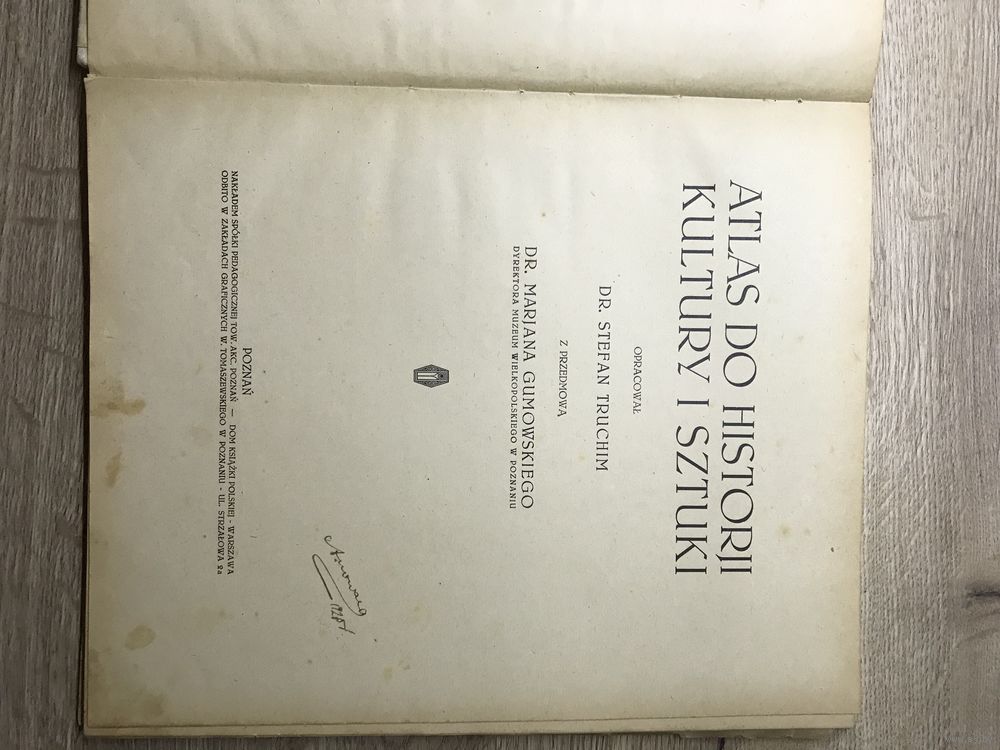 ATLAS DO HISTORJI
KULTURY I SZTUKI
OPRACOWAŁ
DR. STEFAN TRUCHIM
Z PRZEDMOWĄ
DR. MARJANA GUMOWSKIEGO
DYREKTORA MUZEUM WIELKOPOLSKIEGO W POZNANIU
POZNAŃ
NAKŁADEM SPÓŁKI PEDAGOGICZNEJ TOW. AKC. POZNAŃ — DOM KSIĄŻKI POLSKIEJ - WARSZAWA
ODBITO W ZAKŁADACH GRAFICZNYCH W. TOMASZEWSKIEGO W POZNANIU - UL. STRZAŁOWA 2a